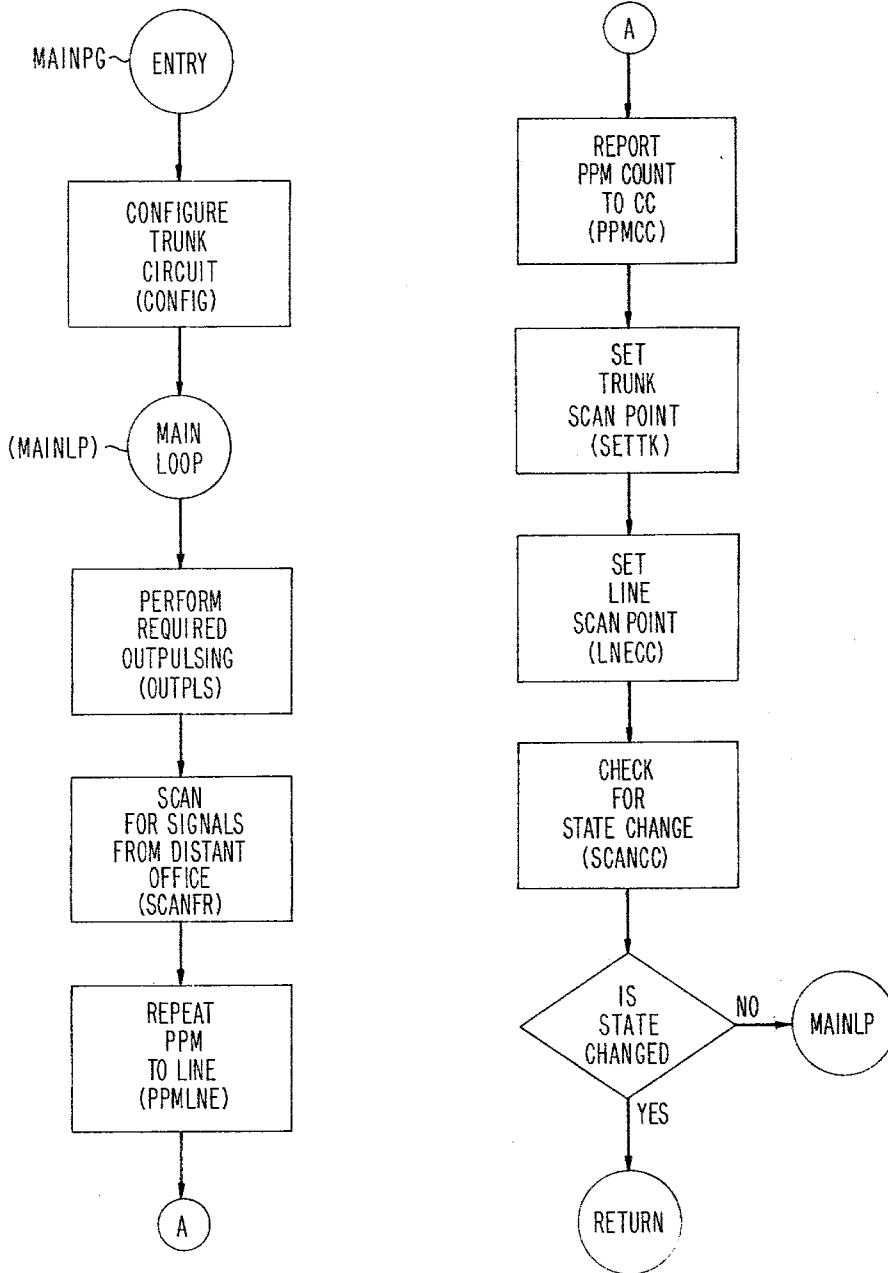 MAINPG
ENTRY
CONFIGURE
TRUNK
CIRCUIT
(CONFIG)
(MAINLP)
MAIN
LOOP
PERFORM
REQUIRED
OUTPULSING
(OUTPLS)
SCAN
FOR SIGNALS
FROM DISTANT
OFFICE
(SCANFR)
REPEAT
PPM
TO LINE
(PPMLNE)
A
A
REPORT
PPM COUNT
TO CC
(PPMCC)
SET
TRUNK
SCAN POINT
(SETTK)
SET
LINE
SCAN POINT
(LNECC)
CHECK
FOR
STATE CHANGE
(SCANCC)
IS
STATE
CHANGED
NO
MAINLP
YES
RETURN